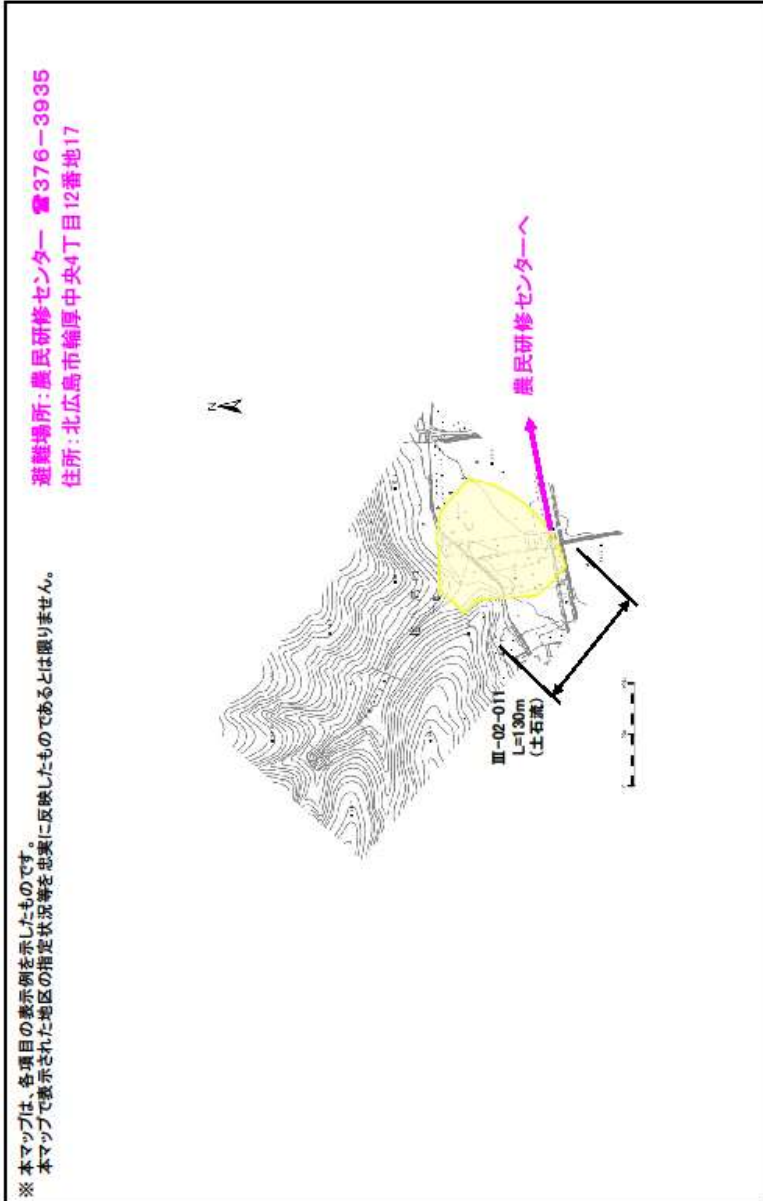 ※ 本マップは、各項目の表示例を示したものです。
本マップで表示された地区の指定状況等を忠実に反映したものであるとは限りません。
避難場所:農民研修センター ☎376-3935
住所:北広島市輪厚中央4丁目12番地17
N
農民研修センターへ
Ⅲ-02-011
L=130m
(土石流)